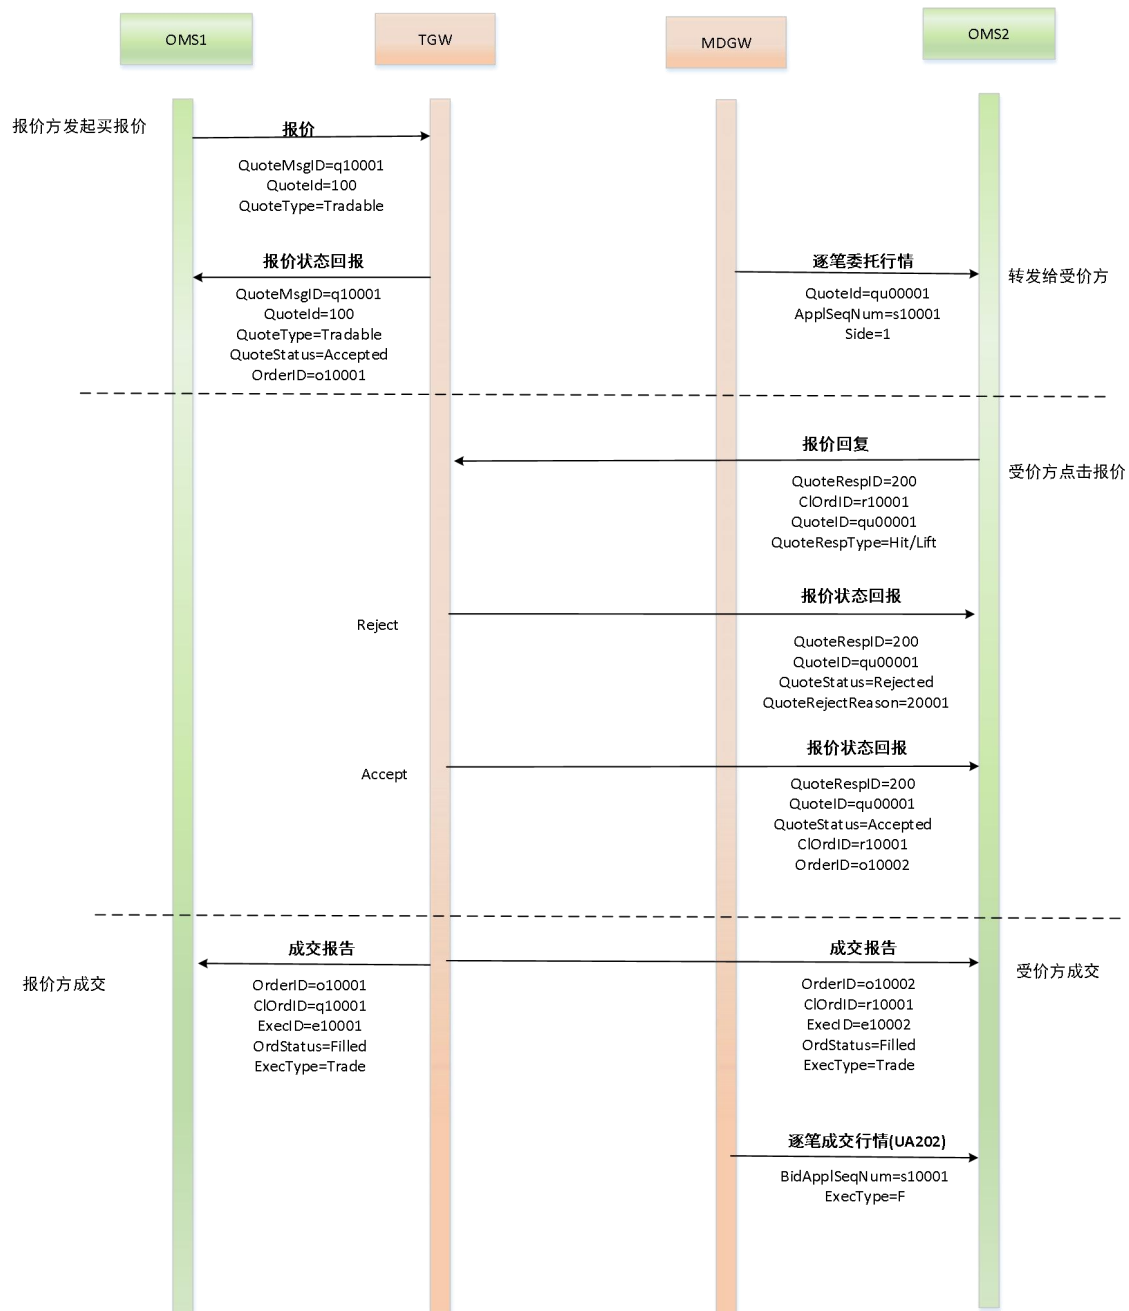 OMS1
TGW
MDGW
OMS2
报价方发起买报价
报价
QuoteMsgID=q10001
QuoteId=100
QuoteType=Tradable
报价状态回报
QuoteMsgID=q10001
QuoteId=100
QuoteType=Tradable
QuoteStatus=Accepted
OrderID=o10001
逐笔委托行情
QuoteId=qu00001
ApplSeqNum=s10001
Side=1
转发给受价方
报价回复
QuoteRespID=200
ClOrdID=r10001
QuoteID=qu00001
QuoteRespType=Hit/Lift
受价方点击报价
报价状态回报
Reject
QuoteRespID=200
QuoteID=qu00001
QuoteStatus=Rejected
QuoteRejectReason=20001
报价状态回报
Accept
QuoteRespID=200
QuoteID=qu00001
QuoteStatus=Accepted
ClOrdID=r10001
OrderID=o10002
报价方成交
成交报告
OrderID=o10001
ClOrdID=q10001
ExecID=e10001
OrdStatus=Filled
ExecType=Trade
成交报告
OrderID=o10002
ClOrdID=r10001
ExecID=e10002
OrdStatus=Filled
ExecType=Trade
受价方成交
逐笔成交行情(UA202)
BidApplSeqNum=s10001
ExecType=F